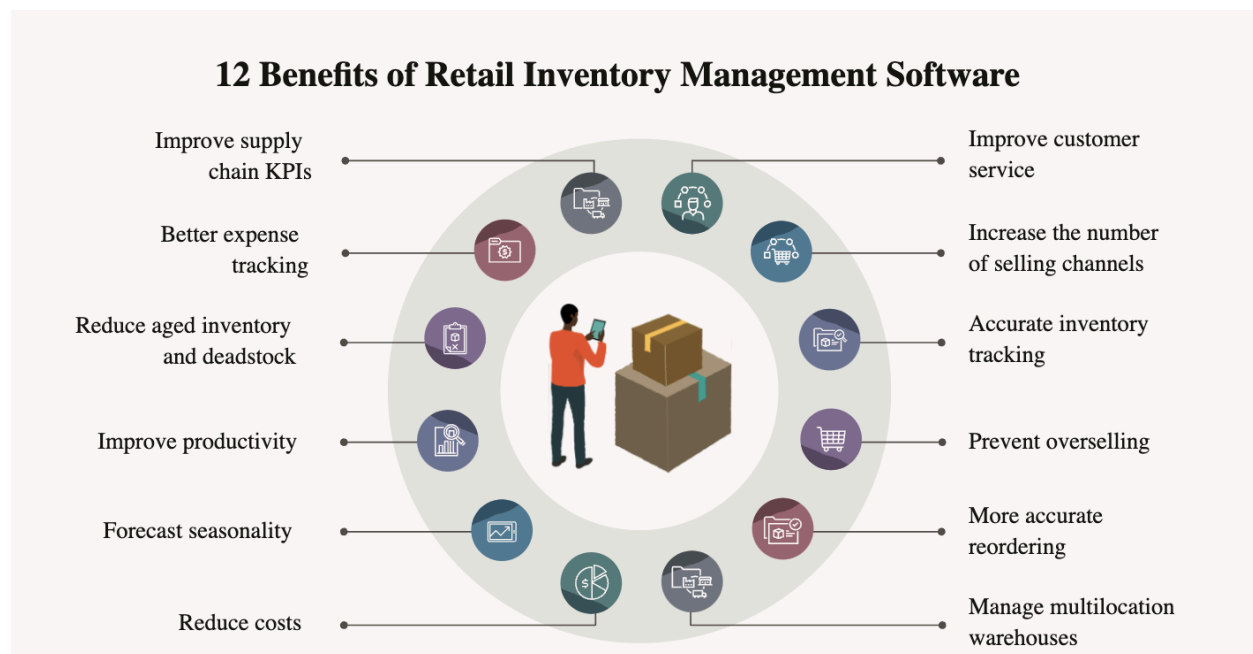 12 Benefits of Retail Inventory Management Software
Improve supply
chain KPIs
Better expense
tracking
Reduce aged inventory
and deadstock
Improve productivity
Forecast seasonality
Reduce costs
Improve customer
service
Increase the number
of selling channels
Accurate inventory
tracking
Prevent overselling
More accurate
reordering
Manage multilocation
warehouses
$
$